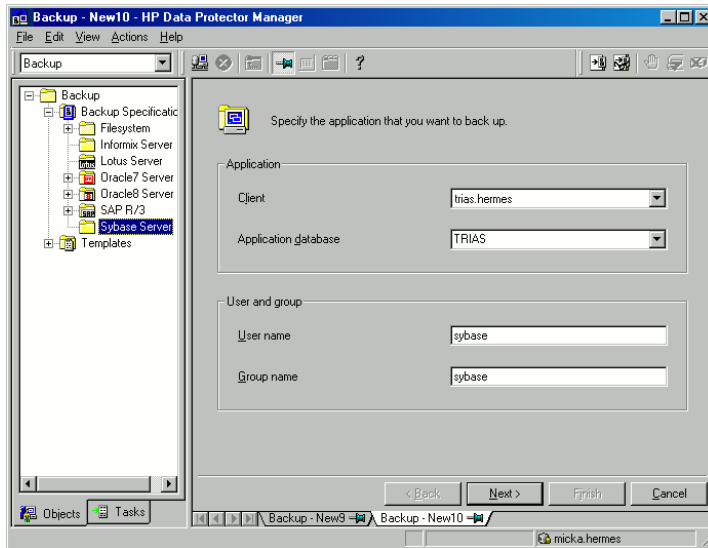 Backup - New10 - HP Data Protector Manager
File Edit View Actions Help
Backup
Backup
Backup Specificatic
Filesystem
Informix Server
Lotus Server
Oracle7 Server
Oracle8 Server
SAP R/3
Sybase Server
Templates
Objects
Tasks
Specify the application that you want to back up.
Application
Client
trias.hermes
Application database
TRIAS
User and group
User name
sybase
Group name
sybase
< Back
Next >
Finish
Cancel
Backup - New9
Backup - New10
micka.hermes